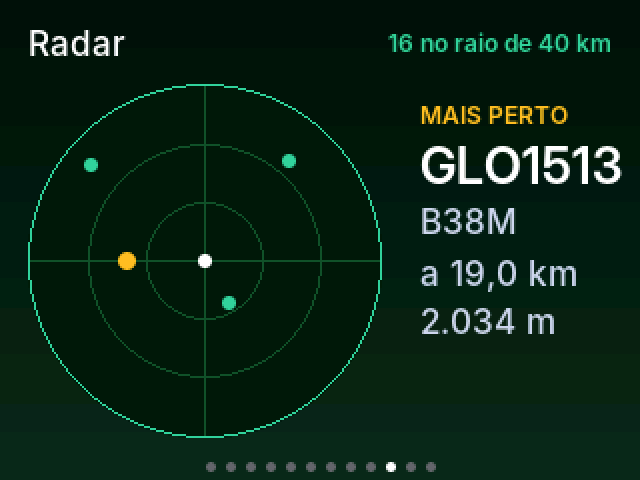 Radar
16 no raio de 40 km
MAIS PERTO
GLO1513
B38M
a 19,0 km
2.034 m